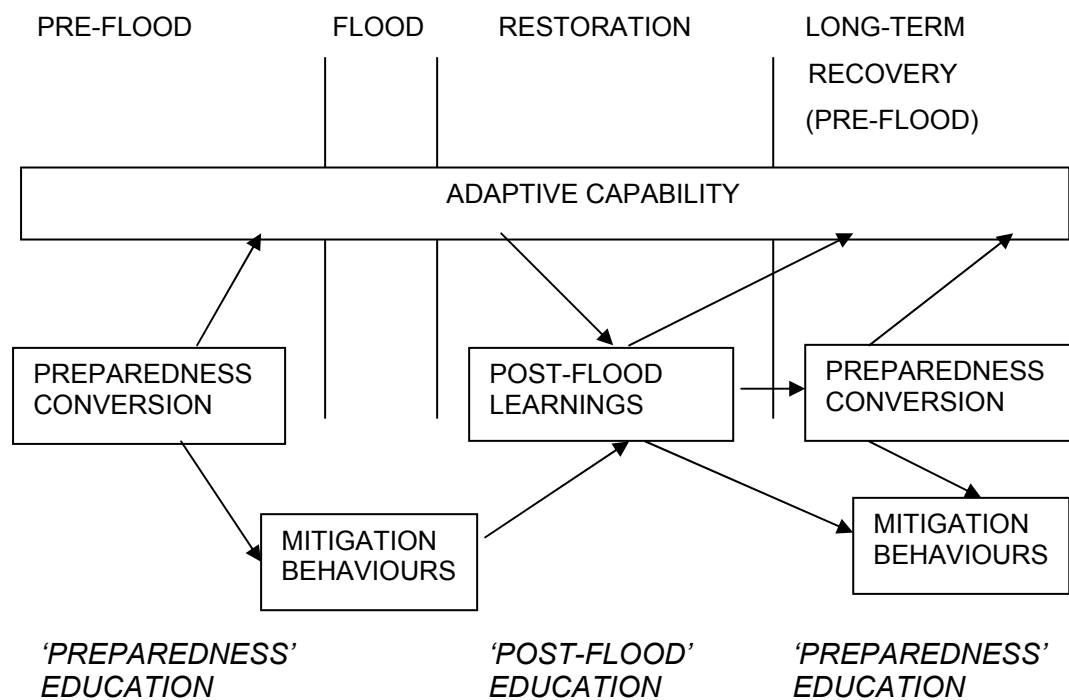 PRE-FLOOD
FLOOD
RESTORATION
LONG-TERM
RECOVERY
(PRE-FLOOD)
ADAPTIVE CAPABILITY
PREPAREDNESS
CONVERSION
POST-FLOOD
LEARNINGS
PREPAREDNESS
CONVERSION
MITIGATION
BEHAVIOURS
MITIGATION
BEHAVIOURS
‘PREPAREDNESS’
EDUCATION
‘POST-FLOOD’
EDUCATION
‘PREPAREDNESS’
EDUCATION